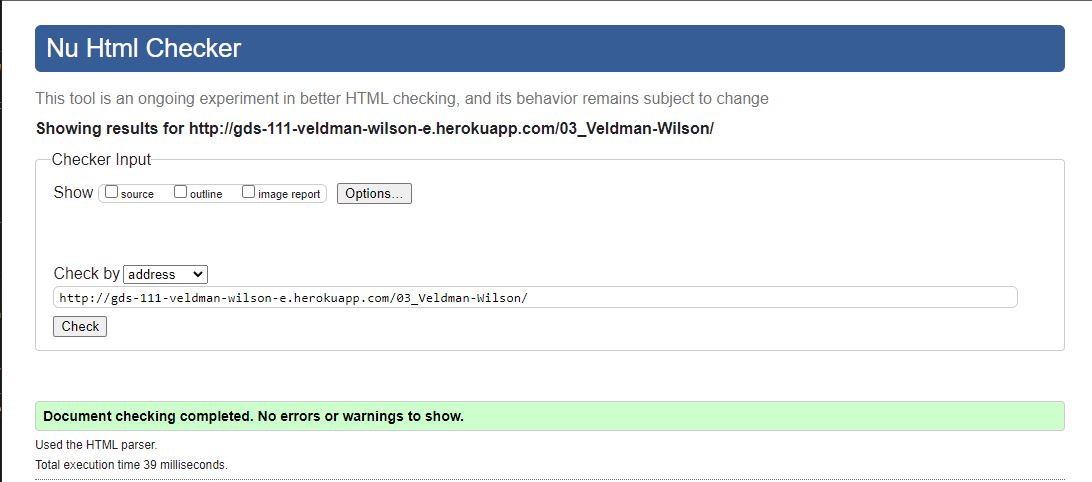 Nu Html Checker
This tool is an ongoing experiment in better HTML checking, and its behavior remains subject to change
Showing results for http://gds-111-veldman-wilson-e.herokuapp.com/03_Veldman-Wilson/
Checker Input
Show source outline image report Options...
Check by address
http://gds-111-veldman-wilson-e.herokuapp.com/03_Veldman-Wilson/
Check
Document checking completed. No errors or warnings to show.
Used the HTML parser.
Total execution time 39 milliseconds.